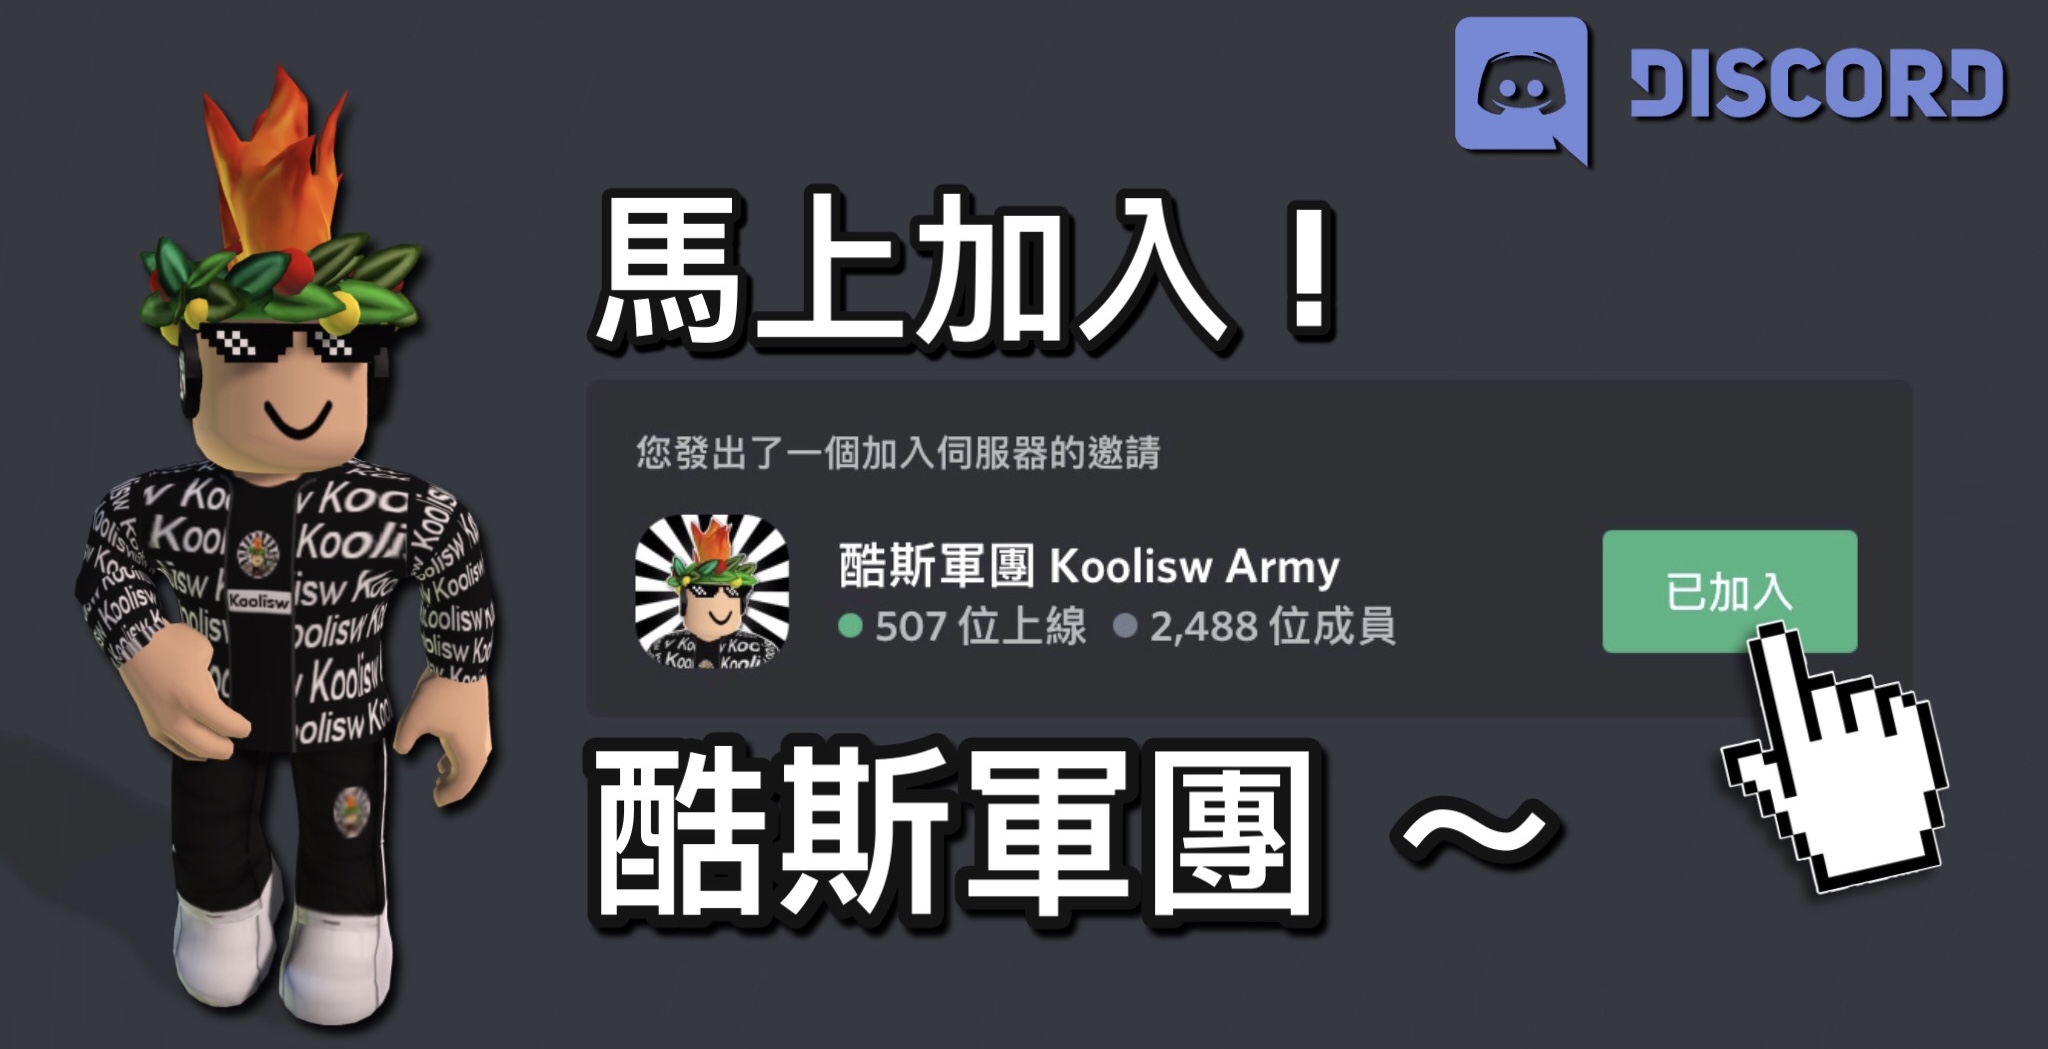 DISCORD
馬上加入！
您發出了一個加入伺服器的邀請
酷斯軍團 Koolisw Army
507 位上線 2,488 位成員
已加入
酷斯軍團 ～
Koolisw